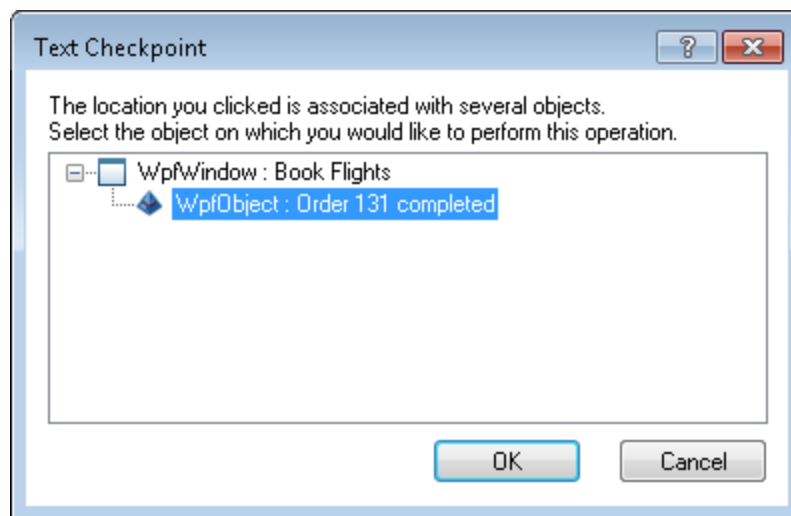 Text Checkpoint
The location you clicked is associated with several objects.
Select the object on which you would like to perform this operation.
WpfWindow : Book Flights
WpfObject : Order 131 completed
OK Cancel